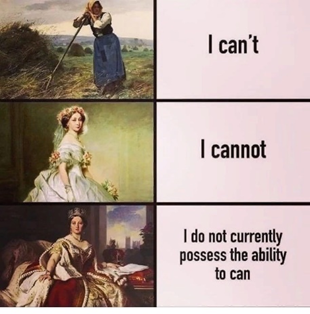 I can't
I cannot
I do not currently
possess the ability
to can